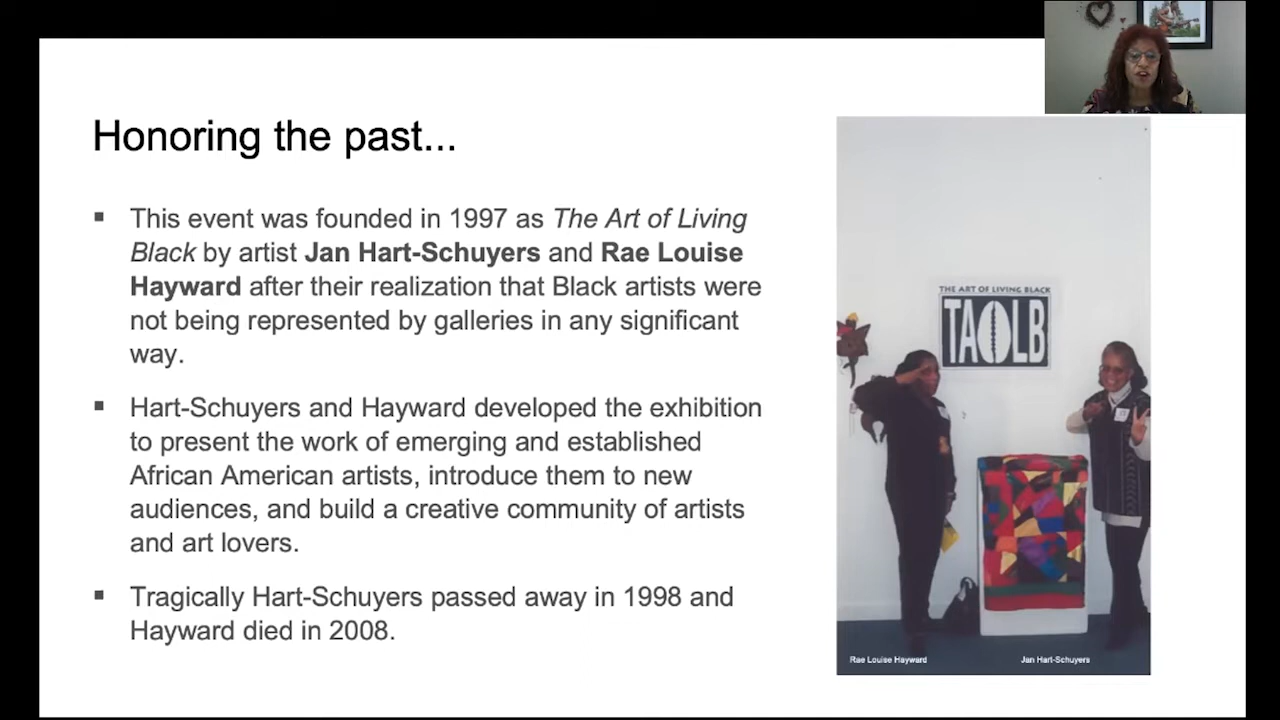 Honoring the past...
▪ This event was founded in 1997 as The Art of Living
Black by artist Jan Hart-Schuyers and Rae Louise
Hayward after their realization that Black artists were
not being represented by galleries in any significant
way.
▪ Hart-Schuyers and Hayward developed the exhibition
to present the work of emerging and established
African American artists, introduce them to new
audiences, and build a creative community of artists
and art lovers.
▪ Tragically Hart-Schuyers passed away in 1998 and
Hayward died in 2008.
THE ART OF LIVING BLACK
TAOLB
Rae Louise Hayward
Jan Hart-Schuyers